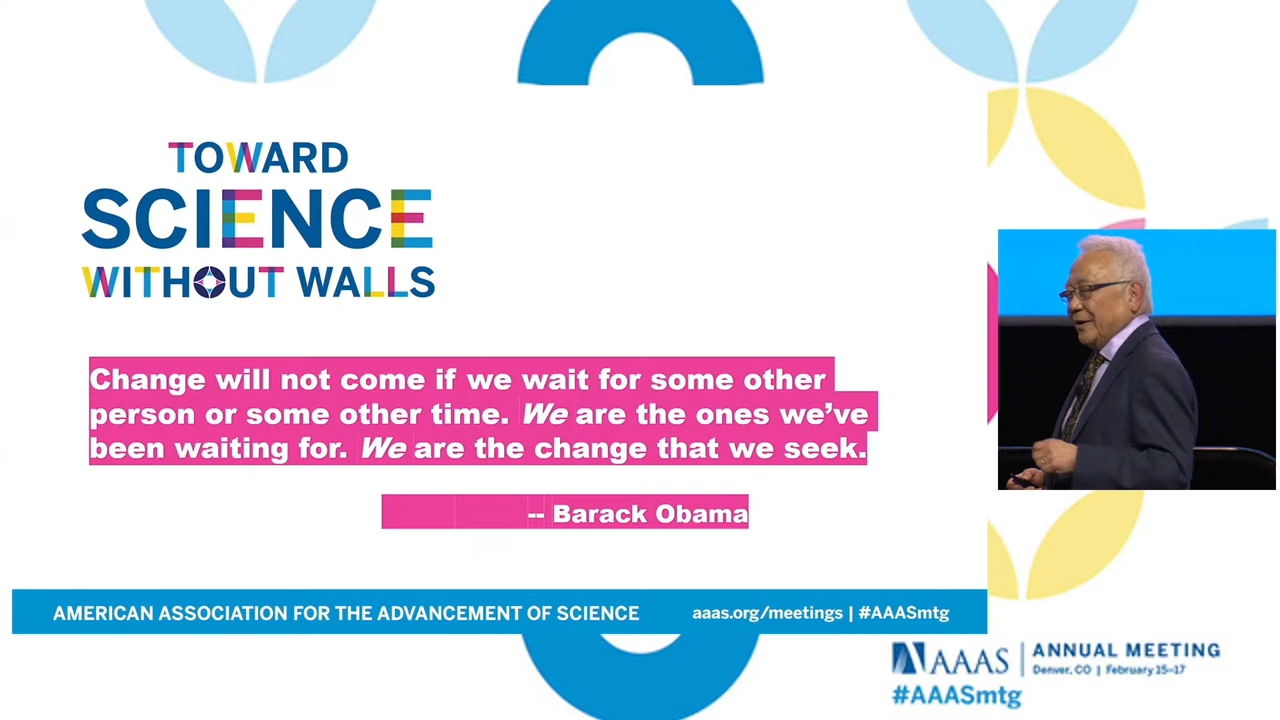 TOWARD
SCIENCE
WITHOUT WALLS
Change will not come if we wait for some other
person or some other time. We are the ones we’ve
been waiting for. We are the change that we seek.
-- Barack Obama
AMERICAN ASSOCIATION FOR THE ADVANCEMENT OF SCIENCE aaas.org/meetings | #AAASmtg
AAAS | ANNUAL MEETING
Denver, CO | February 15–17
#AAASmtg